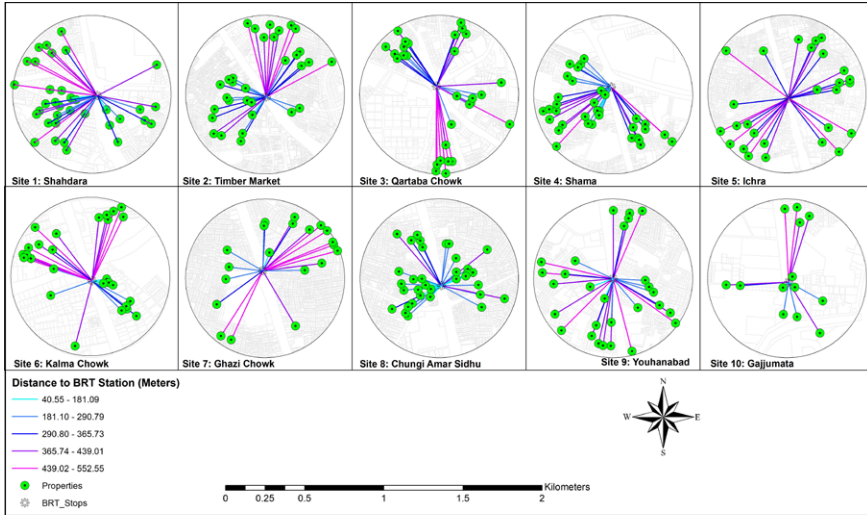 Site 1: Shahdara
Site 2: Timber Market
Site 3: Qartaba Chowk
Site 4: Shama
Site 5: Ichra
Site 6: Kalma Chowk
Site 7: Ghazi Chowk
Site 8: Chungi Amar Sidhu
Site 9: Youhanabad
Site 10: Gajjumata
Distance to BRT Station (Meters)
40.55 - 181.09
181.10 - 290.79
290.80 - 365.73
365.74 - 439.01
439.02 - 552.55
Properties
BRT_Stops
N
W
E
S
Kilometers
0 0.25 0.5 1 1.5 2